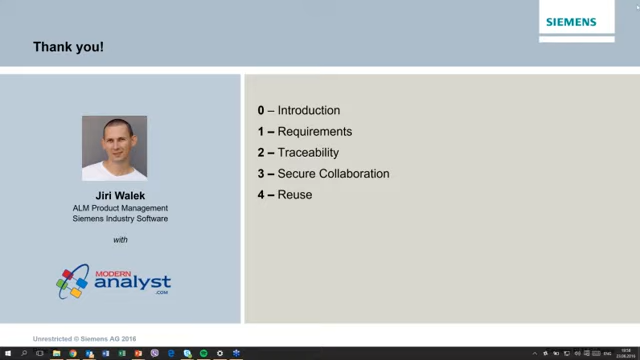 Thank you!
SIEMENS
Jiri Walek
ALM Product Management
Siemens Industry Software
with
MODERN
analyst
.COM
0 – Introduction
1 – Requirements
2 – Traceability
3 – Secure Collaboration
4 – Reuse
Unrestricted © Siemens AG 2016